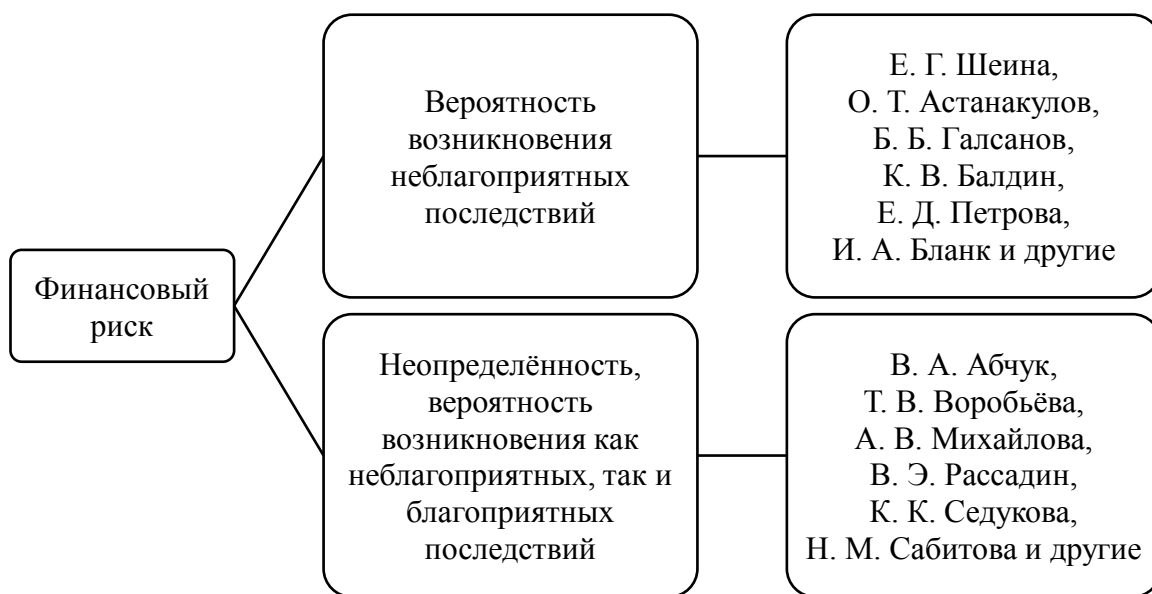 Финансовый
риск
Вероятность
возникновения
неблагоприятных
последствий
Е. Г. Шеина,
О. Т. Астанакулов,
Б. Б. Галсанов,
К. В. Балдин,
Е. Д. Петрова,
И. А. Бланк и другие
Неопределённость,
вероятность
возникновения как
неблагоприятных, так и
благоприятных
последствий
В. А. Абчук,
Т. В. Воробьёва,
А. В. Михайлова,
В. Э. Рассадин,
К. К. Седукова,
Н. М. Сабитова и другие